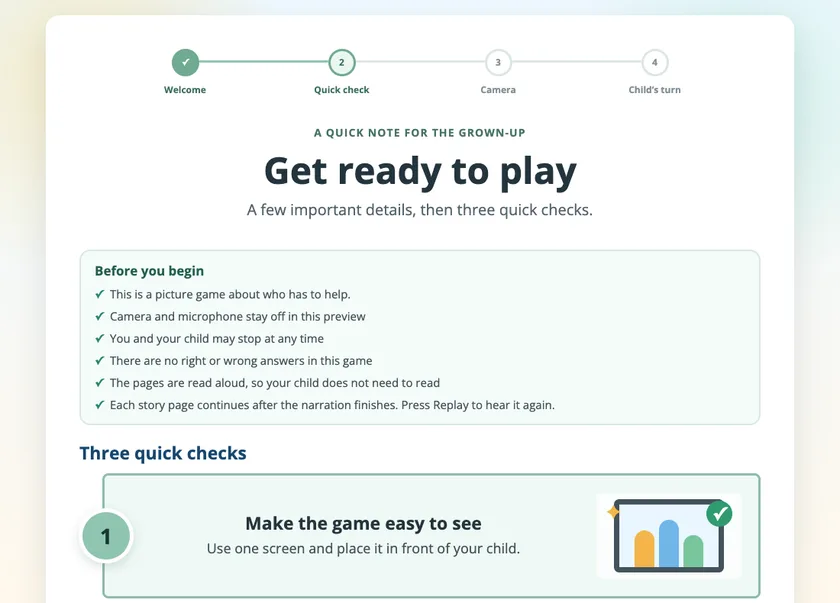 ✓ 2 3 4
Welcome Quick check Camera Child's turn
A QUICK NOTE FOR THE GROWN-UP
Get ready to play
A few important details, then three quick checks.
Before you begin
✓ This is a picture game about who has to help.
✓ Camera and microphone stay off in this preview
✓ You and your child may stop at any time
✓ There are no right or wrong answers in this game
✓ The pages are read aloud, so your child does not need to read
✓ Each story page continues after the narration finishes. Press Replay to hear it again.
Three quick checks
1
Make the game easy to see
Use one screen and place it in front of your child.